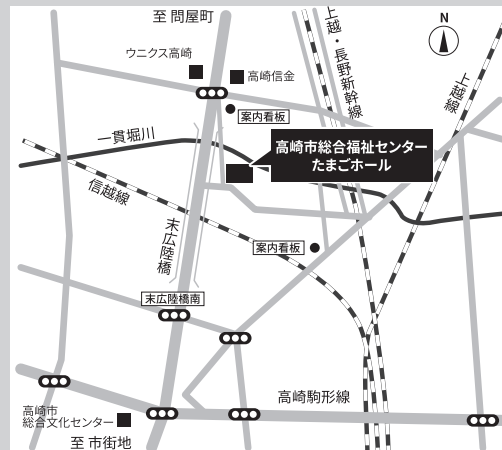 至 問屋町
N
ウニクス高崎
高崎信金
上越・長野新幹線
上越線
案内看板
一貫堀川
高崎市総合福祉センター
たまごホール
信越線
末広陸橋
案内看板
末広陸橋南
高崎駒形線
高崎市
総合文化センター
至 市街地